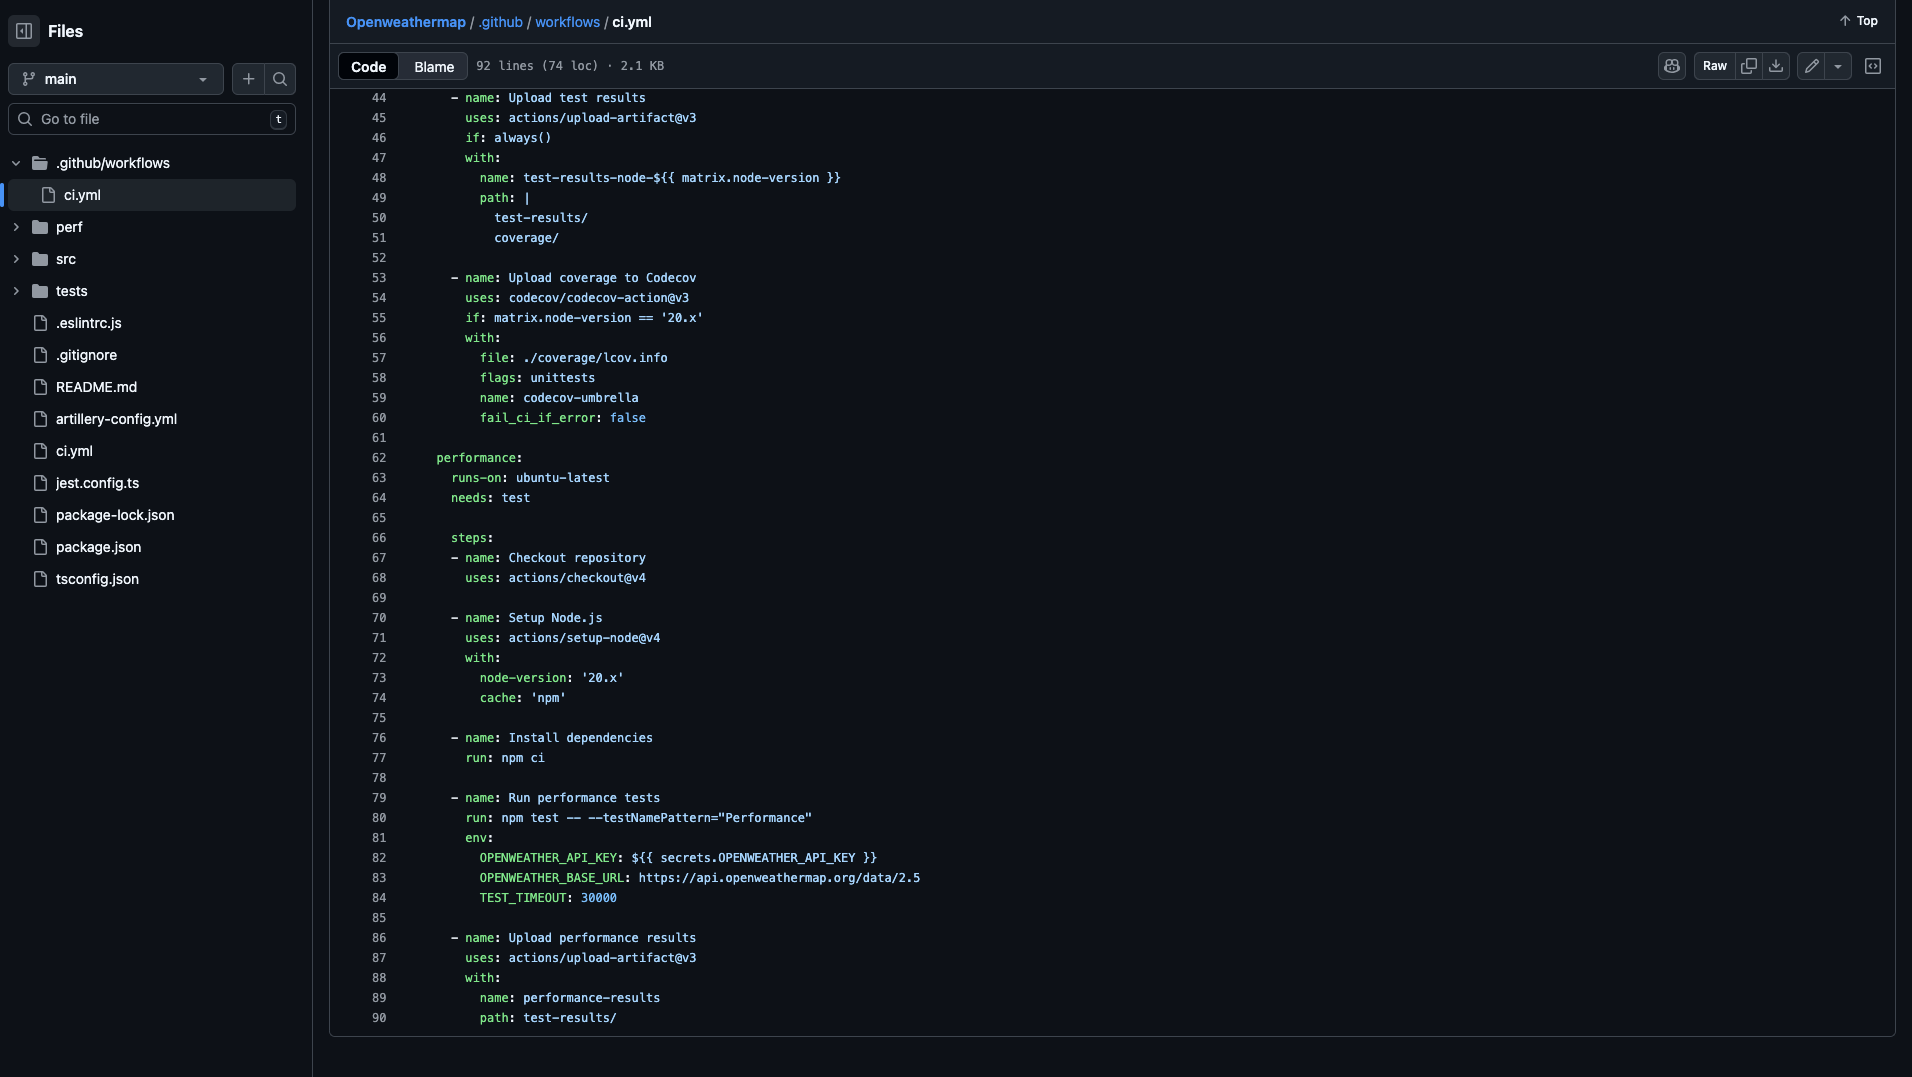 Files
main
Go to file
t
.github/workflows
ci.yml
perf
src
tests
.eslintrc.js
.gitignore
README.md
artillery-config.yml
ci.yml
jest.config.ts
package-lock.json
package.json
tsconfig.json
Openweathermap / .github / workflows / ci.yml
Top
Code Blame 92 lines (74 loc) · 2.1 KB
Raw
44 - name: Upload test results
45 uses: actions/upload-artifact@v3
46 if: always()
47 with:
48 name: test-results-node-${{ matrix.node-version }}
49 path: |
50 test-results/
51 coverage/
52
53 - name: Upload coverage to Codecov
54 uses: codecov/codecov-action@v3
55 if: matrix.node-version == '20.x'
56 with:
57 file: ./coverage/lcov.info
58 flags: unittests
59 name: codecov-umbrella
60 fail_ci_if_error: false
61
62 performance:
63 runs-on: ubuntu-latest
64 needs: test
65
66 steps:
67 - name: Checkout repository
68 uses: actions/checkout@v4
69
70 - name: Setup Node.js
71 uses: actions/setup-node@v4
72 with:
73 node-version: '20.x'
74 cache: 'npm'
75
76 - name: Install dependencies
77 run: npm ci
78
79 - name: Run performance tests
80 run: npm test -- --testNamePattern="Performance"
81 env:
82 OPENWEATHER_API_KEY: ${{ secrets.OPENWEATHER_API_KEY }}
83 OPENWEATHER_BASE_URL: https://api.openweathermap.org/data/2.5
84 TEST_TIMEOUT: 30000
85
86 - name: Upload performance results
87 uses: actions/upload-artifact@v3
88 with:
89 name: performance-results
90 path: test-results/